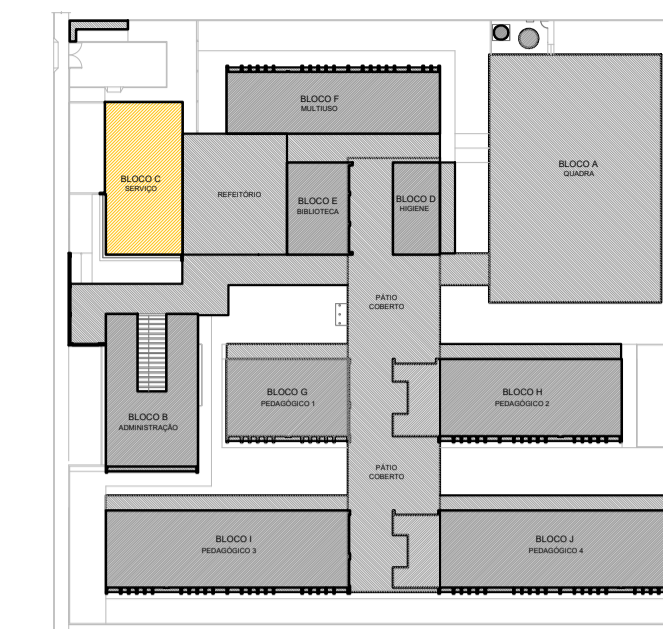 BLOCO F
MULTIUSO
BLOCO A
QUADRA
BLOCO C
SERVIÇO
REFEITÓRIO
BLOCO E
BIBLIOTECA
BLOCO D
HIGIENE
PÁTIO
COBERTO
BLOCO G
PEDAGÓGICO 1
BLOCO H
PEDAGÓGICO 2
BLOCO B
ADMINISTRAÇÃO
PÁTIO
COBERTO
BLOCO I
PEDAGÓGICO 3
BLOCO J
PEDAGÓGICO 4